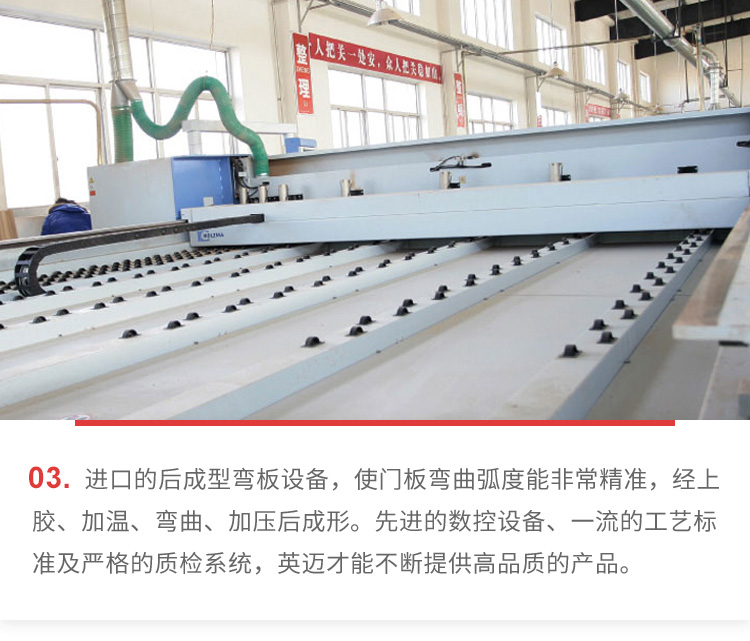 人把关一处安，众人把关稳如山
整理
HOLZMA
03. 进口的后成型弯板设备，使门板弯曲弧度能非常精准，经上
胶、加温、弯曲、加压后成形。先进的数控设备、一流的工艺标
准及严格的质检系统，英迈才能不断提供高品质的产品。